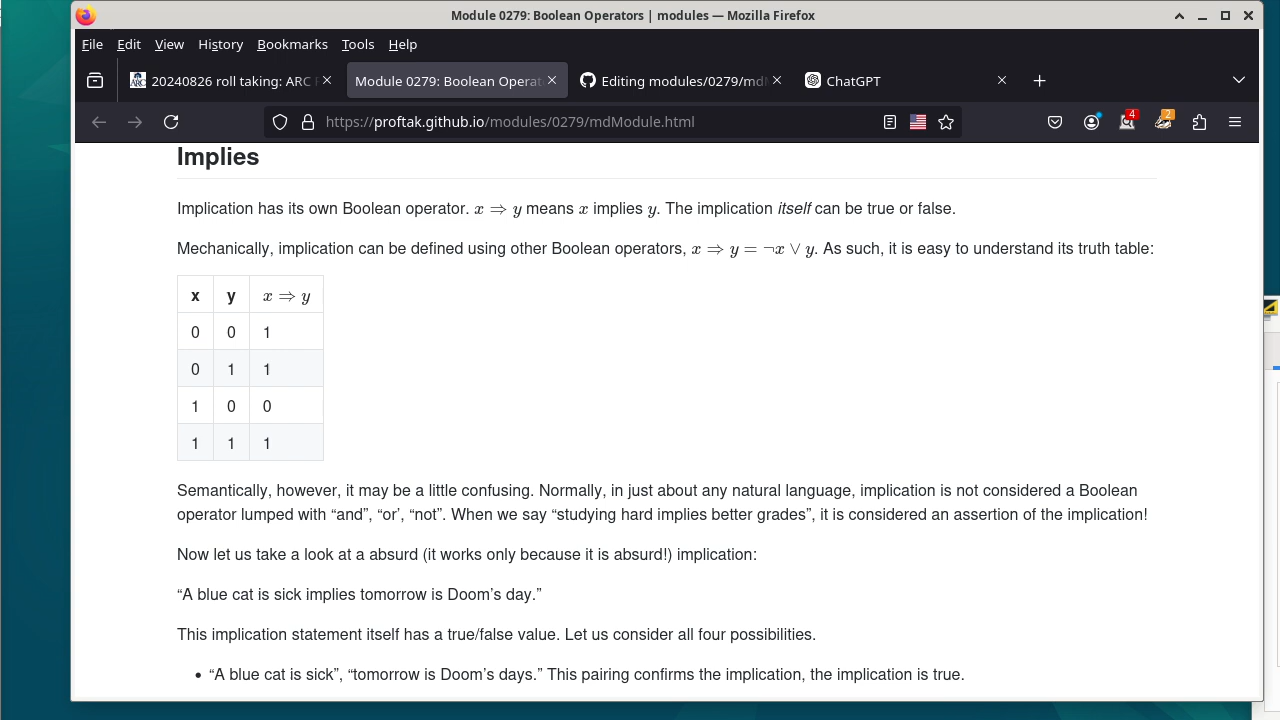 Module 0279: Boolean Operators | modules — Mozilla Firefox
File Edit View History Bookmarks Tools Help
20240826 roll taking: ARC
Module 0279: Boolean Operat
Editing modules/0279/md
ChatGPT
https://proftak.github.io/modules/0279/mdModule.html
4
2
Implies
Implication has its own Boolean operator. x ⇒ y means x implies y. The implication itself can be true or false.
Mechanically, implication can be defined using other Boolean operators, x ⇒ y = ¬x ∨ y. As such, it is easy to understand its truth table:
x y x ⇒ y
0 0 1
0 1 1
1 0 0
1 1 1
Semantically, however, it may be a little confusing. Normally, in just about any natural language, implication is not considered a Boolean
operator lumped with “and”, “or’, “not”. When we say “studying hard implies better grades”, it is considered an assertion of the implication!
Now let us take a look at a absurd (it works only because it is absurd!) implication:
“A blue cat is sick implies tomorrow is Doom’s day.”
This implication statement itself has a true/false value. Let us consider all four possibilities.
• “A blue cat is sick”, “tomorrow is Doom’s days.” This pairing confirms the implication, the implication is true.